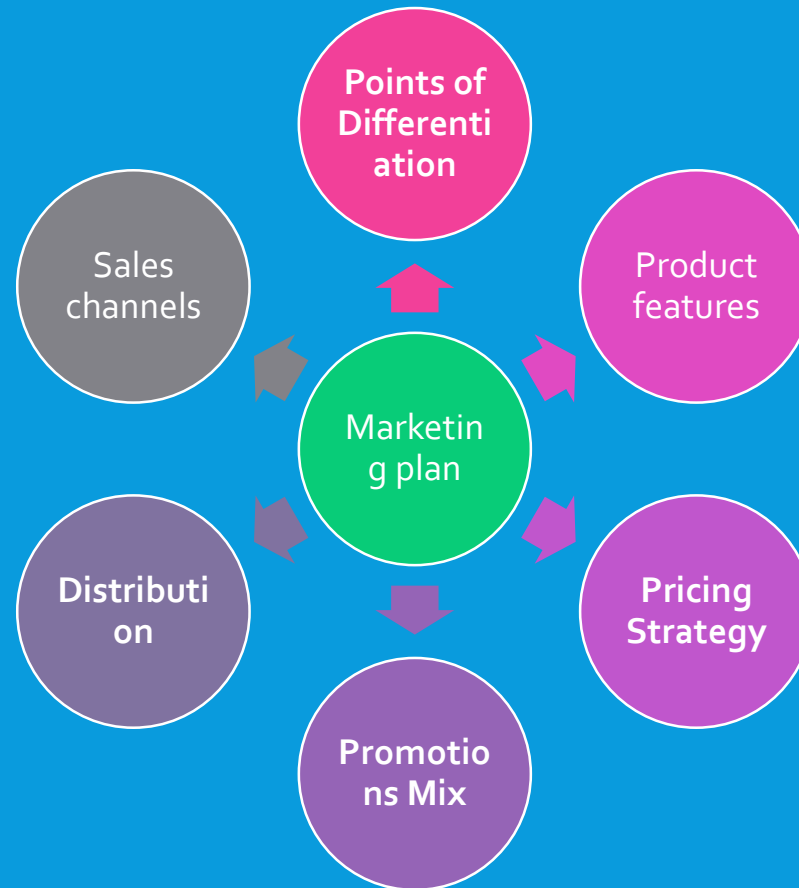 Points of
Differenti
ation
Sales
channels
Product
features
Marketin
g plan
Distributi
on
Pricing
Strategy
Promotio
ns Mix